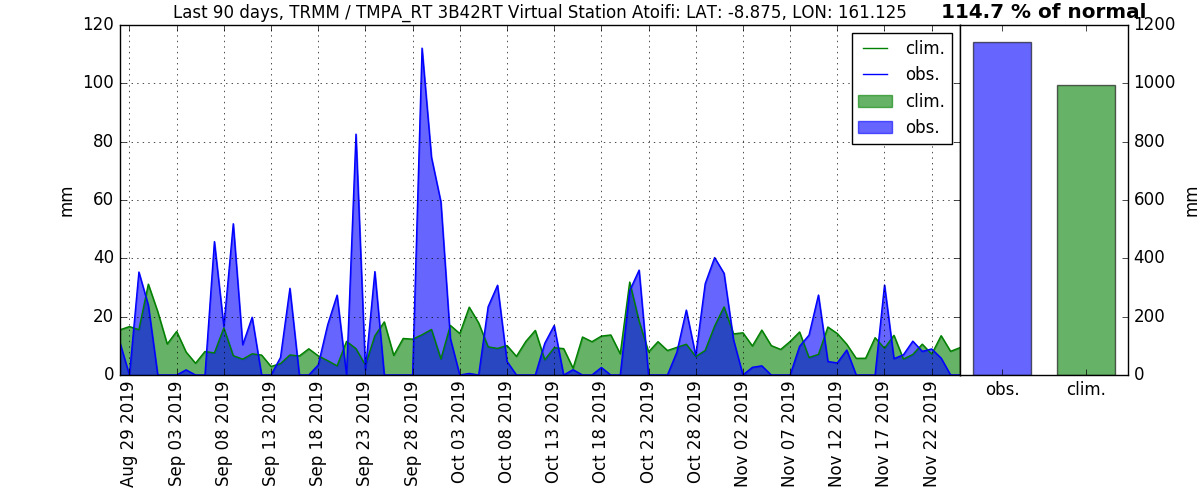 Last 90 days, TRMM / TMPA_RT 3B42RT Virtual Station Atoifi: LAT: -8.875, LON: 161.125
114.7 % of normal
120
100
80
60
40
20
0
mm
clim.
obs.
clim.
obs.
Aug 29 2019
Sep 03 2019
Sep 08 2019
Sep 13 2019
Sep 18 2019
Sep 23 2019
Sep 28 2019
Oct 03 2019
Oct 08 2019
Oct 13 2019
Oct 18 2019
Oct 23 2019
Oct 28 2019
Nov 02 2019
Nov 07 2019
Nov 12 2019
Nov 17 2019
Nov 22 2019
1200
1000
800
600
400
200
0
mm
obs.
clim.